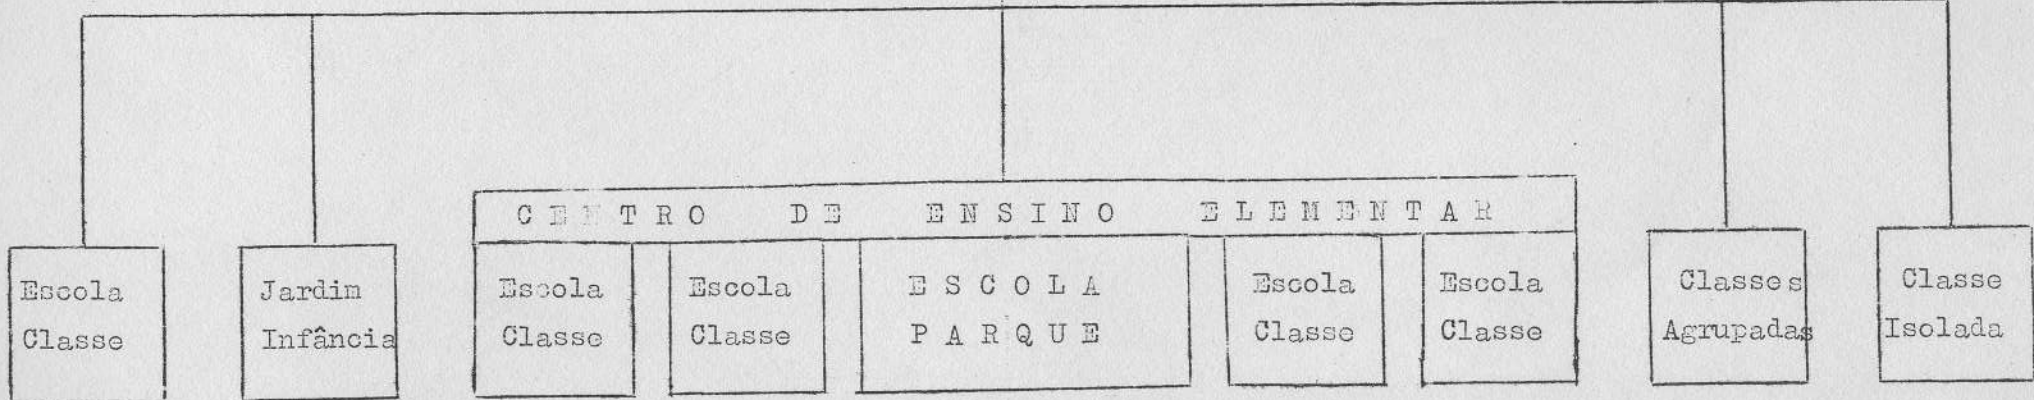 CENTRO DE ENSINO ELEMENTAR
Escola
Classe
Jardim
Infância
Escola
Classe
Escola
Classe
ESCOLA
PARQUE
Escola
Classe
Escola
Classe
Classes
Agrupadas
Classe
Isolada